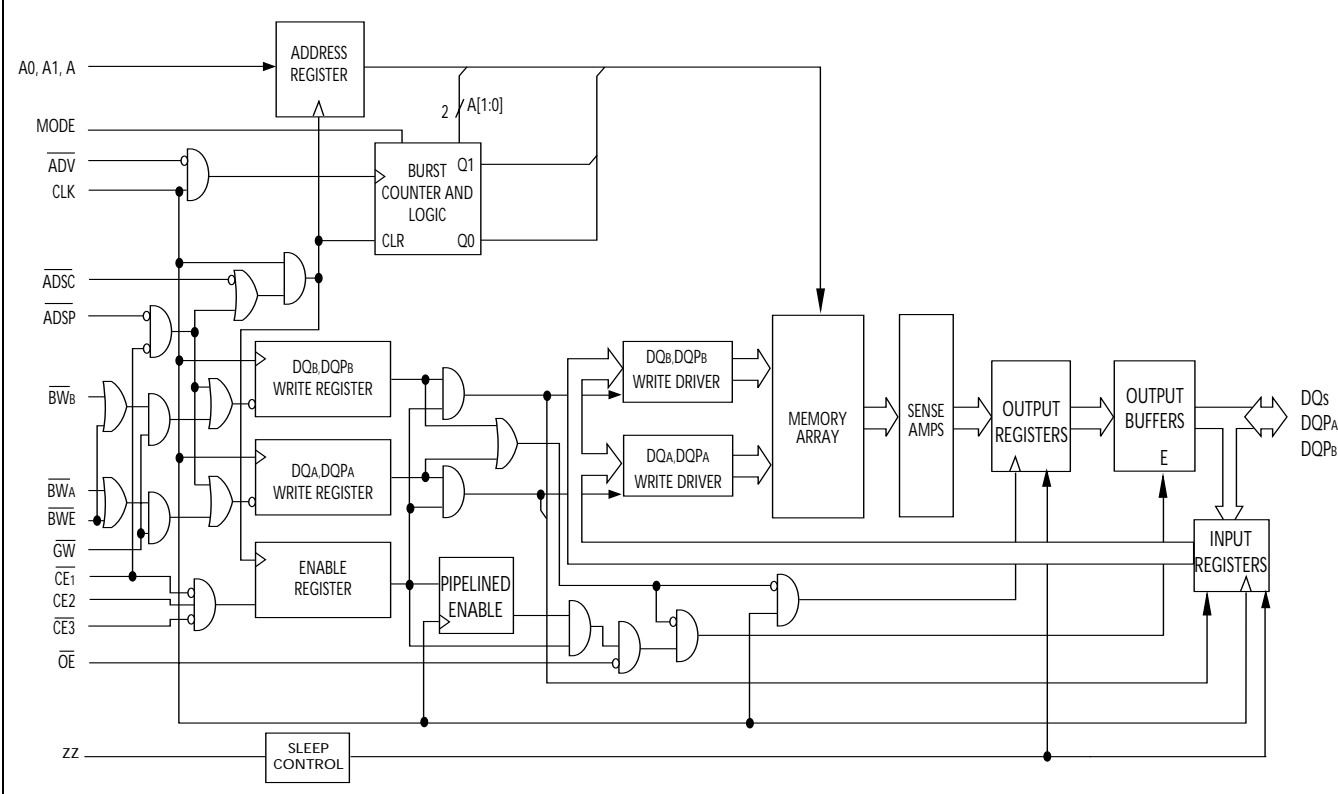 A0, A1, A
ADDRESS
REGISTER
2
A[1:0]
MODE
ADV
CLK
BURST
COUNTER AND
LOGIC
Q1
CLR
Q0
ADSC
ADSP
DQB,DQPB
WRITE REGISTER
DQB,DQPB
WRITE DRIVER
MEMORY
ARRAY
SENSE
AMPS
OUTPUT
REGISTERS
OUTPUT
BUFFERS
E
DQs
DQPA
DQPB
BWB
DQA,DQPA
WRITE REGISTER
DQA,DQPA
WRITE DRIVER
BWA
BWE
GW
INPUT
REGISTERS
CE1
CE2
CE3
ENABLE
REGISTER
PIPELINED
ENABLE
OE
ZZ
SLEEP
CONTROL